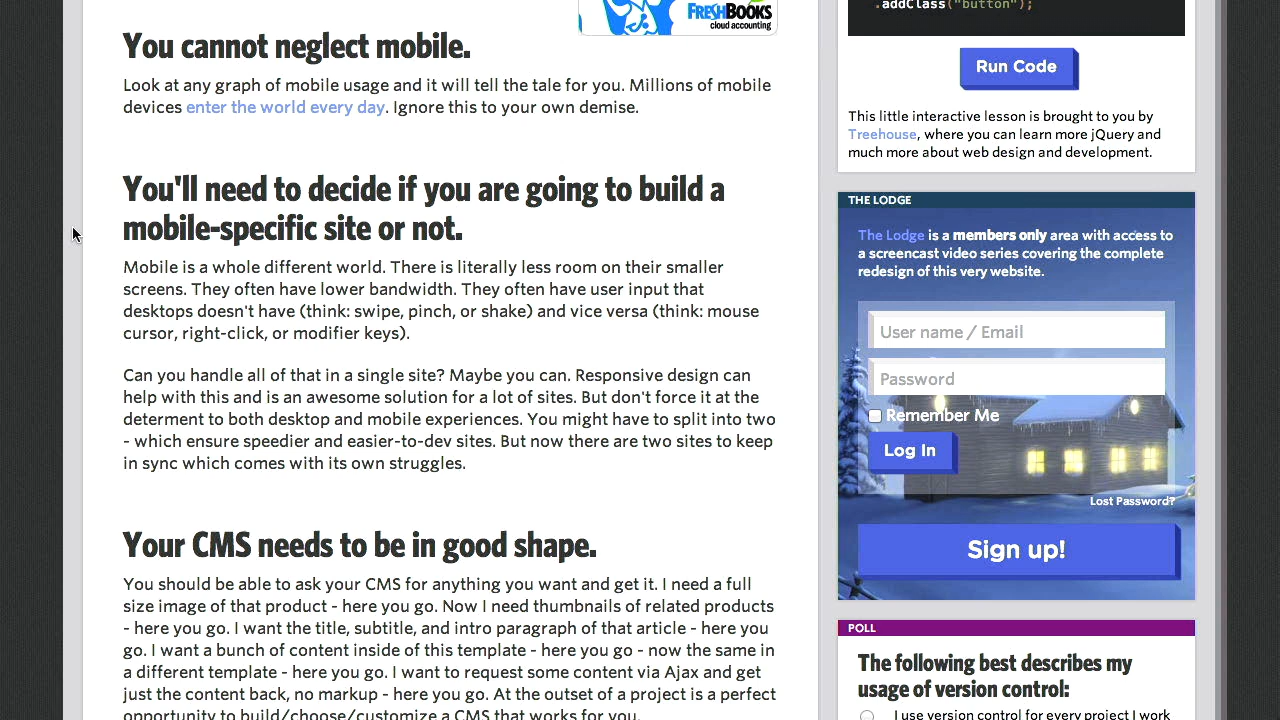 FRESHBOOKS
cloud accounting
You cannot neglect mobile.
Look at any graph of mobile usage and it will tell the tale for you. Millions of mobile
devices enter the world every day. Ignore this to your own demise.
You'll need to decide if you are going to build a
mobile-specific site or not.
Mobile is a whole different world. There is literally less room on their smaller
screens. They often have lower bandwidth. They often have user input that
desktops doesn't have (think: swipe, pinch, or shake) and vice versa (think: mouse
cursor, right-click, or modifier keys).
Can you handle all of that in a single site? Maybe you can. Responsive design can
help with this and is an awesome solution for a lot of sites. But don't force it at the
determent to both desktop and mobile experiences. You might have to split into two
- which ensure speedier and easier-to-dev sites. But now there are two sites to keep
in sync which comes with its own struggles.
Your CMS needs to be in good shape.
You should be able to ask your CMS for anything you want and get it. I need a full
size image of that product - here you go. Now I need thumbnails of related products
- here you go. I want the title, subtitle, and intro paragraph of that article - here you
go. I want a bunch of content inside of this template - here you go - now the same in
a different template - here you go. I want to request some content via Ajax and get
just the content back, no markup - here you go. At the outset of a project is a perfect
opportunity to build/choose/customize a CMS that works for you.
.addClass("button");
Run Code
This little interactive lesson is brought to you by
Treehouse, where you can learn more jQuery and
much more about web design and development.
THE LODGE
The Lodge is a members only area with access to
a screencast video series covering the complete
redesign of this very website.
User name / Email
Password
Remember Me
Log In
Lost Password?
Sign up!
POLL
The following best describes my
usage of version control:
I use version control for every project I work